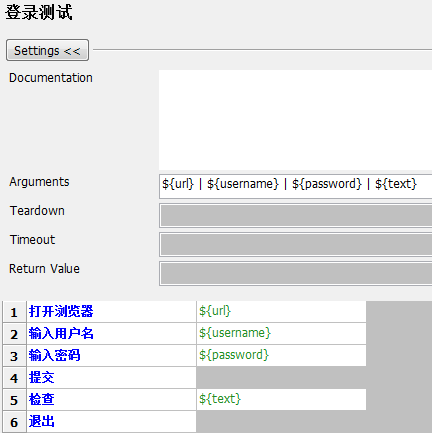 登录测试
Settings <<
Documentation
Arguments ${url} | ${username} | ${password} | ${text}
Teardown
Timeout
Return Value
1 打开浏览器 ${url}
2 输入用户名 ${username}
3 输入密码 ${password}
4 提交
5 检查 ${text}
6 退出